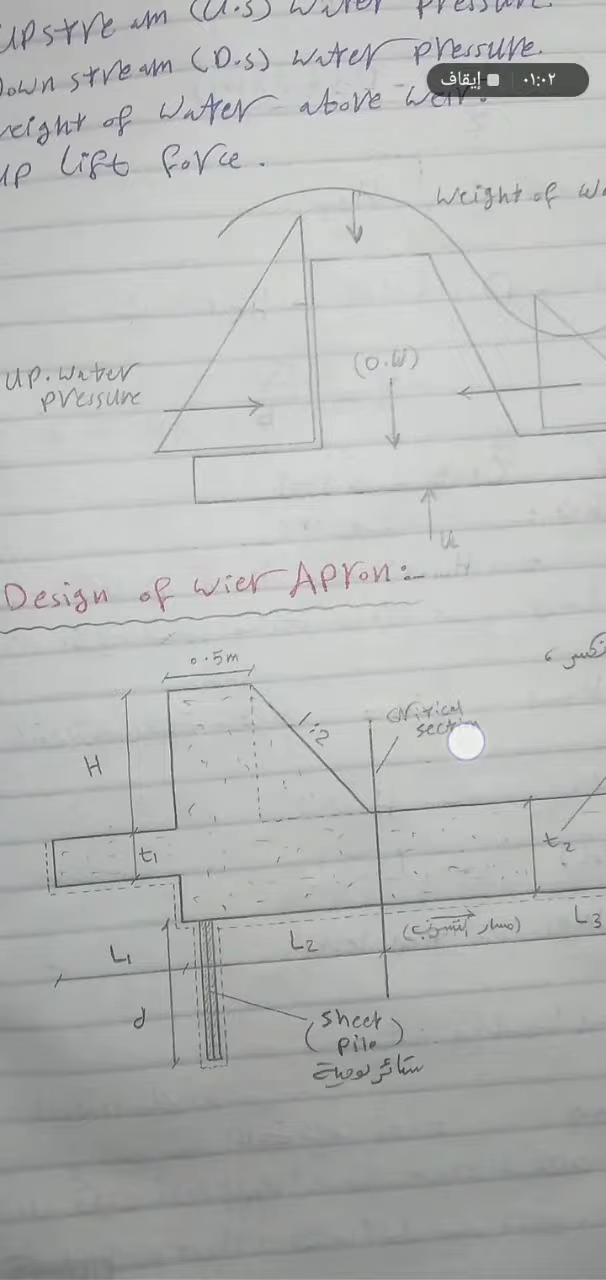 upstream (U.s) water pressure.
Down stream (D.s) water pressure.
weight of water above weir.
إيقاف ٠١:٠٢
up lift force.
Weight of
(O.W)
UP. water
pressure
u
Design of wier Apron:-
0.5m
1:2
Critical
section
H
t1
t2
L1
L2
(مسار التسرب)
L3
d
(sheet
pile)